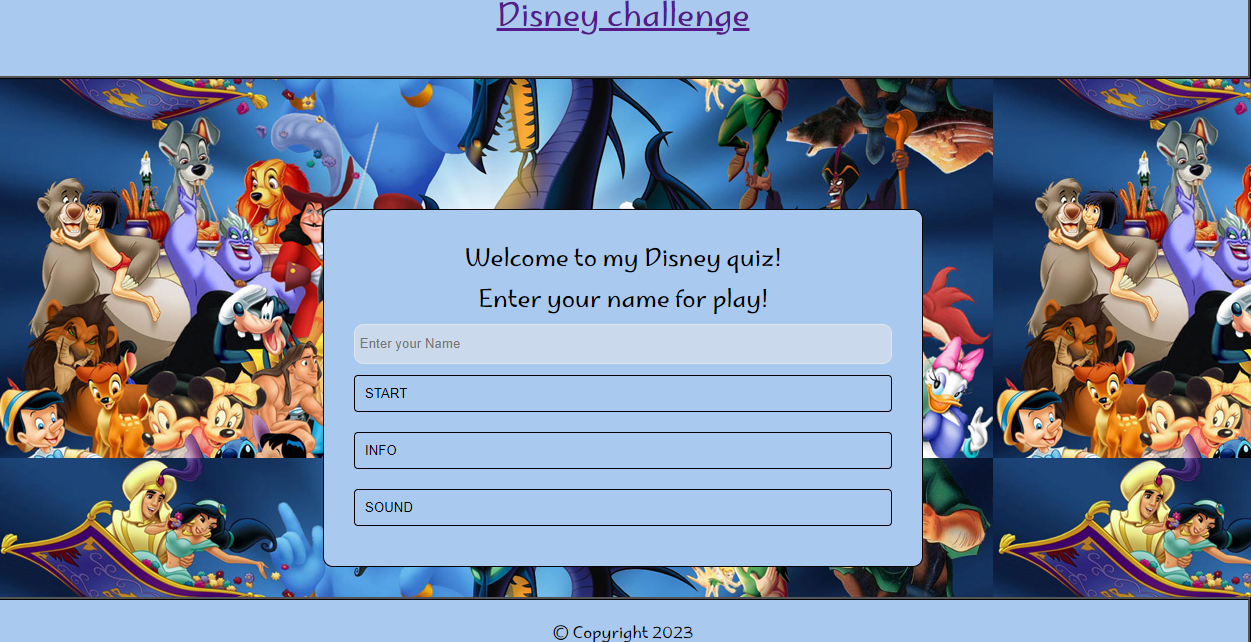 Disney challenge
Welcome to my Disney quiz!
Enter your name for play!
Enter your Name
START
INFO
SOUND
© Copyright 2023